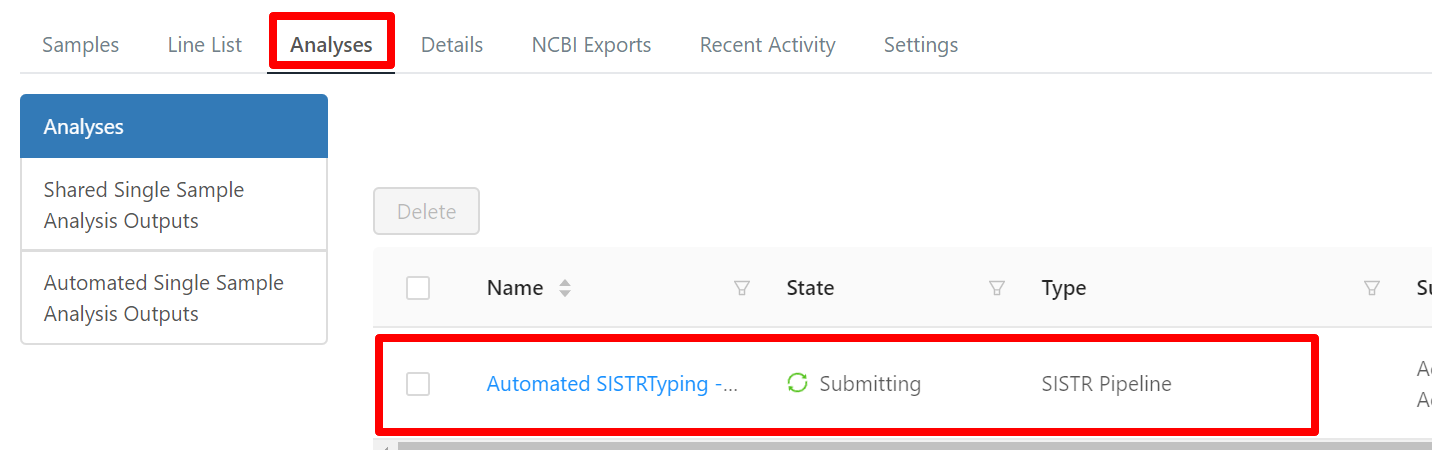 Samples Line List Analyses Details NCBI Exports Recent Activity Settings
Analyses
Shared Single Sample
Analysis Outputs
Automated Single Sample
Analysis Outputs
Delete
Name State Type
Automated SISTRTyping -... Submitting SISTR Pipeline